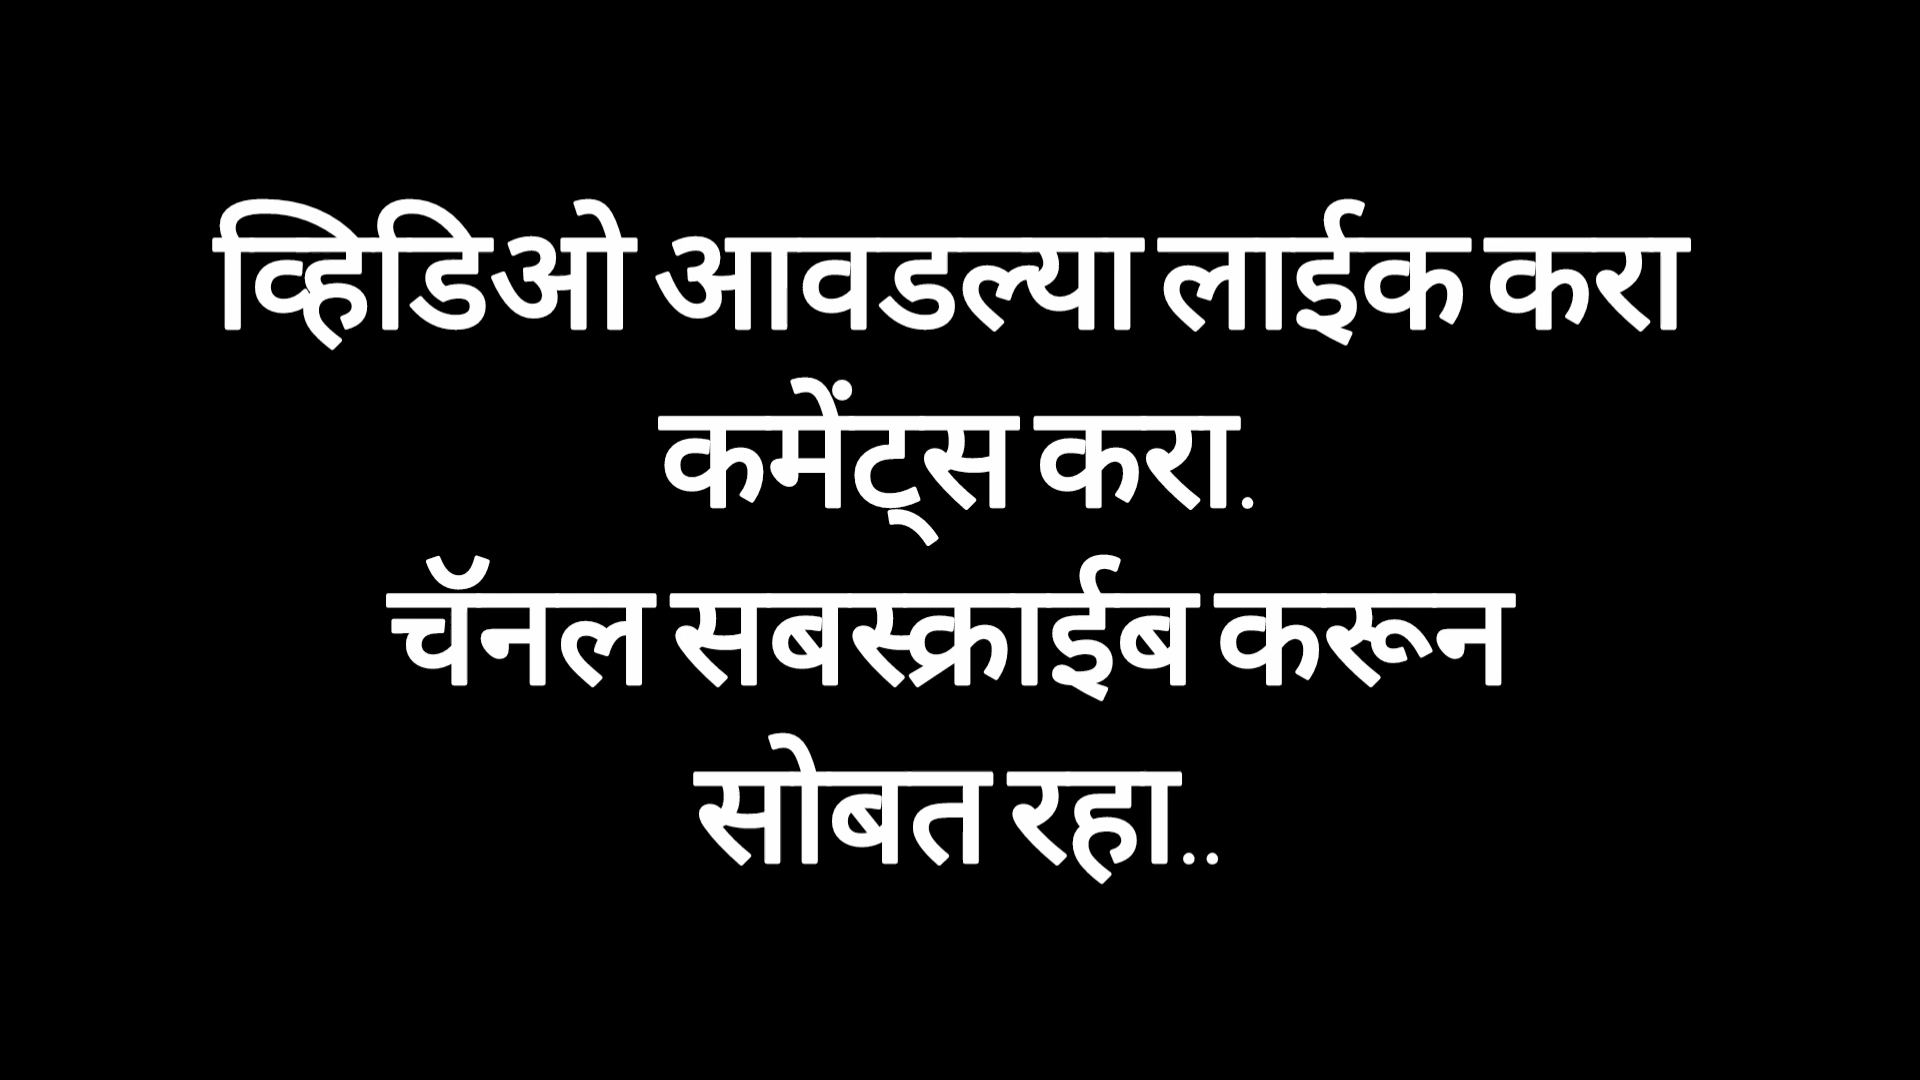 व्हिडिओ आवडल्या लाईक करा
कमेंट्स करा.
चॅनल सबस्क्राईब करून
सोबत रहा..